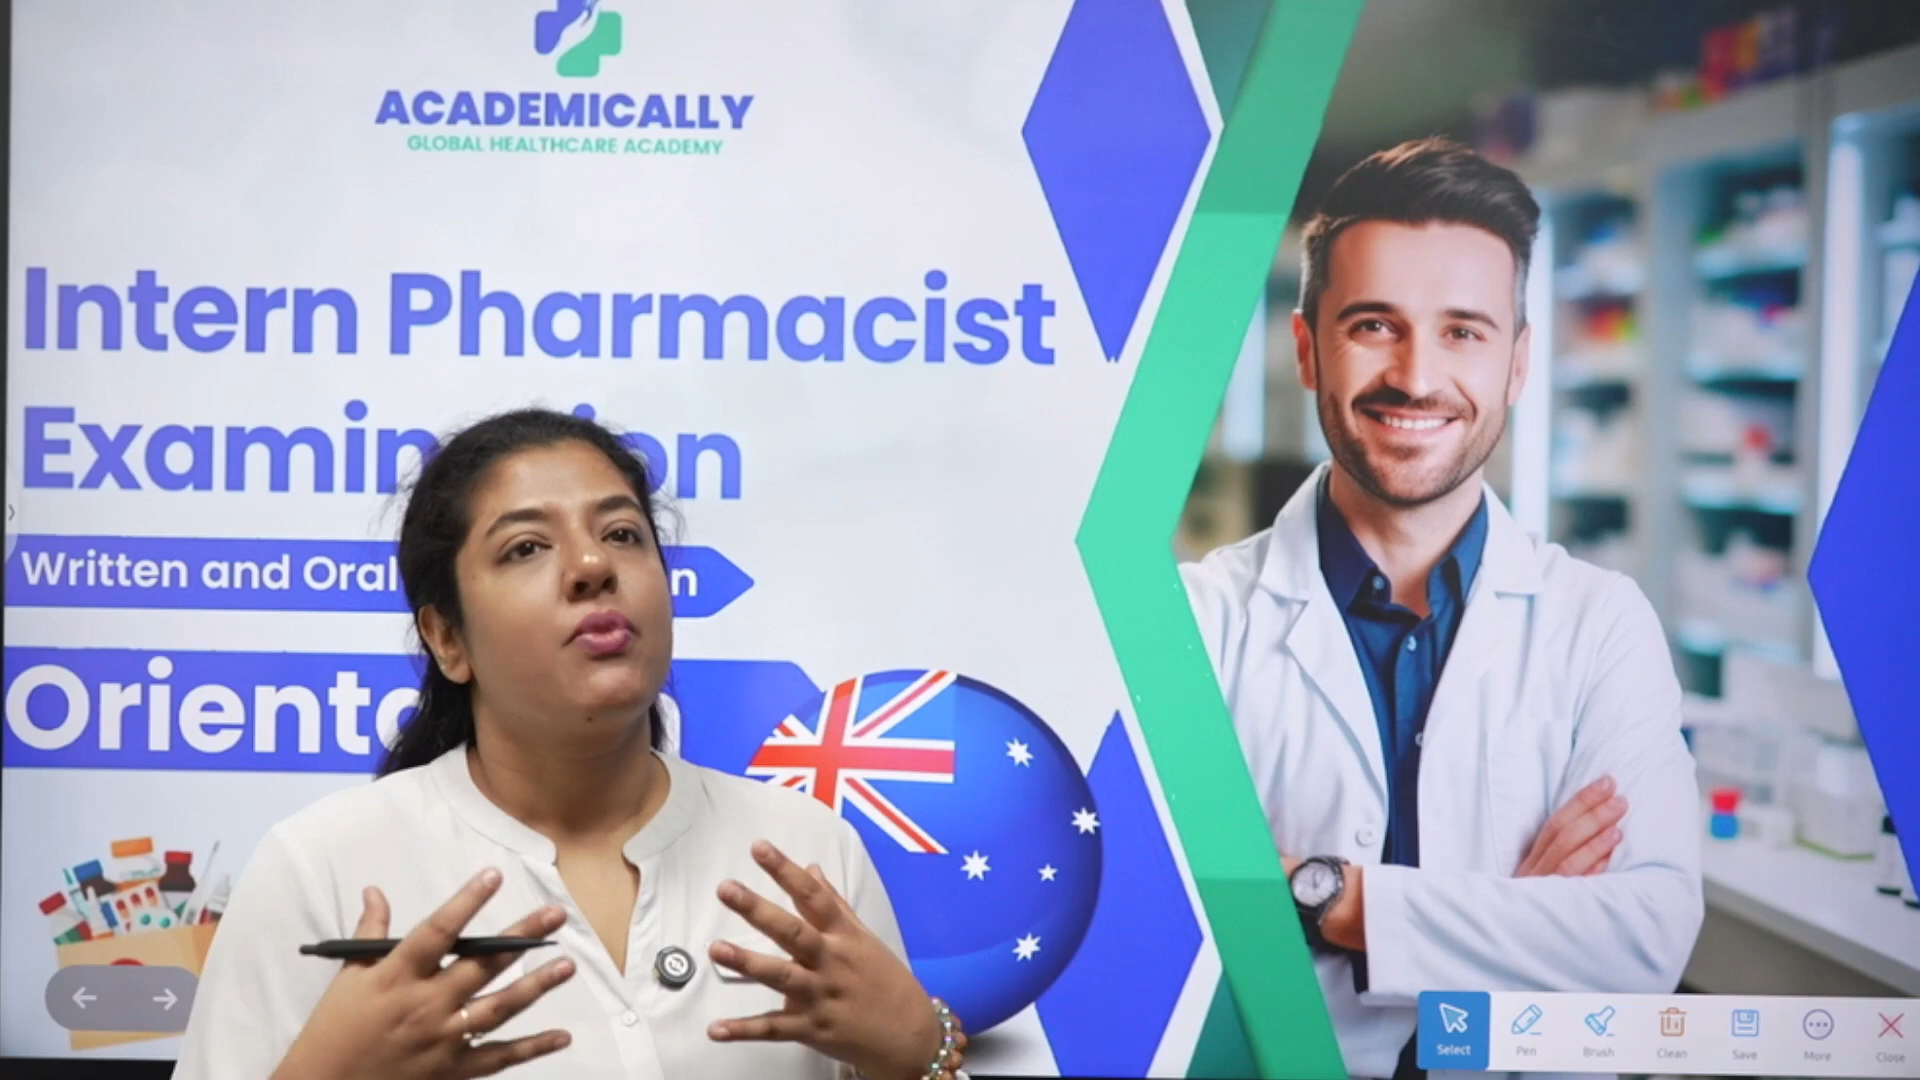 ACADEMICALLY
GLOBAL HEALTHCARE ACADEMY
Intern Pharmacist
Written and Oral
Select
Pen
Brush
Clean
Save
More
Close